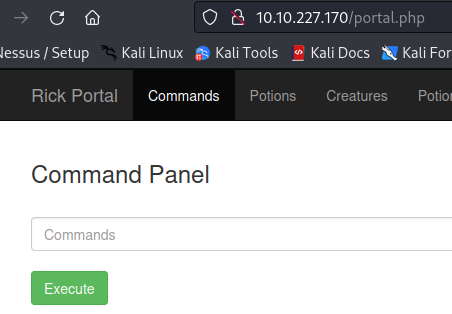 10.10.227.170/portal.php
Nessus / Setup Kali Linux Kali Tools Kali Docs Kali For
Rick Portal Commands Potions Creatures Potio
Command Panel
Commands
Execute